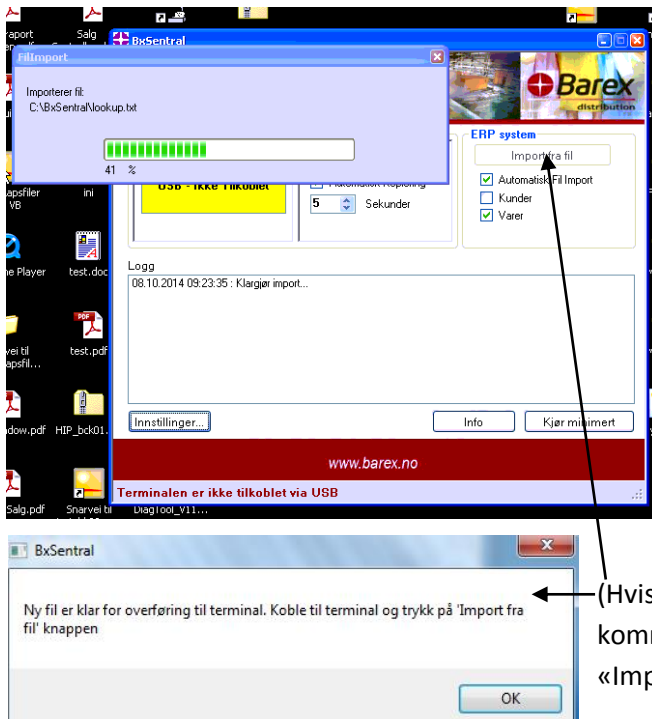 raport
Salg
BxSentral
FilImport
Importerer fil:
C:\BxSentral\lookup.txt
41 %
Barex
distribution
ERP system
Import fra fil
Automatisk Fil Import
Kunder
Varer
USB - Ikke Tilkoblet
Automatisk Kopiering
5 Sekunder
apsfiler
VB
ini
ne Player
test.doc
Logg
08.10.2014 09:23:35 : Klargjør import...
vei til
apsfil...
test.pdf
dow.pdf
HIP_bck01.
Innstillinger...
Info
Kjør minimert
www.barex.no
Terminalen er ikke tilkoblet via USB
Salg.pdf
Snarvei til
DiagTool_V11...
BxSentral
Ny fil er klar for overføring til terminal. Koble til terminal og trykk på 'Import fra
fil' knappen
OK
(Hvis
komm
«Imp